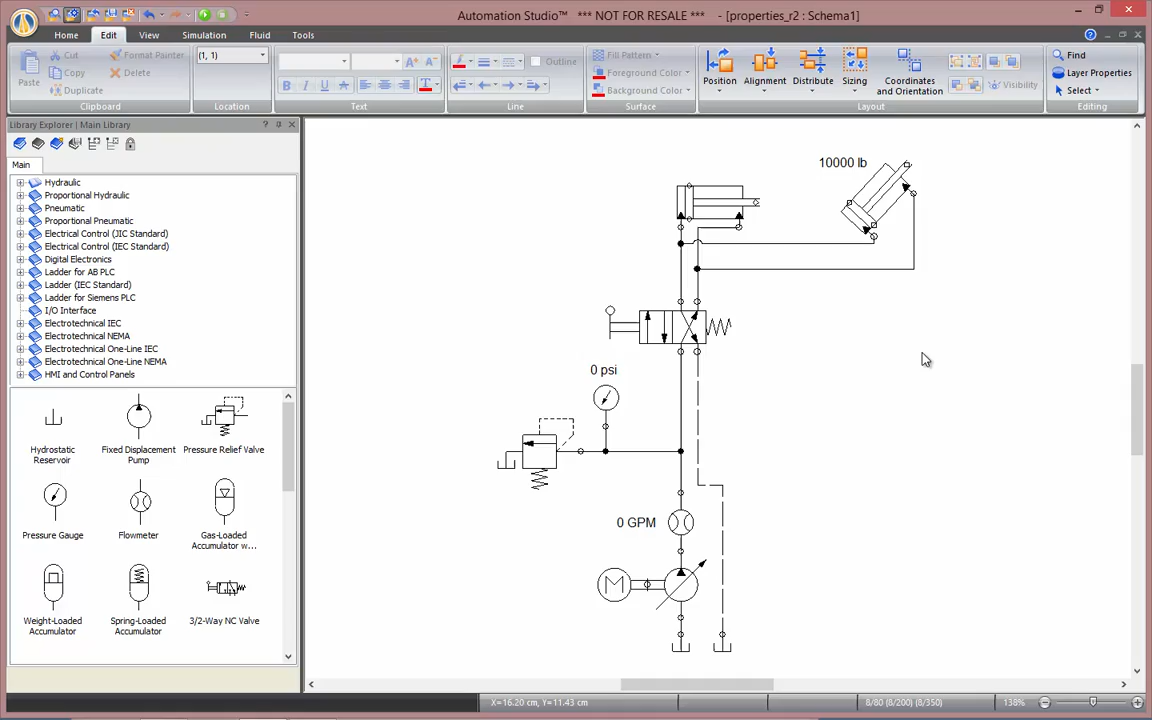 Automation Studio™ *** NOT FOR RESALE *** - [properties_r2 : Schema1]
Home Edit View Simulation Fluid Tools
Paste
Cut
Copy
Duplicate
Format Painter
Delete
Clipboard
(1, 1)
Location
A A
B I U S T
Text
Outline
Line
Fill Pattern
Foreground Color
Background Color
Surface
Position
Alignment
Distribute
Sizing
Coordinates
and Orientation
Visibility
Layout
Find
Layer Properties
Select
Editing
Library Explorer | Main Library
Main
Hydraulic
Proportional Hydraulic
Pneumatic
Proportional Pneumatic
Electrical Control (JIC Standard)
Electrical Control (IEC Standard)
Digital Electronics
Ladder for AB PLC
Ladder (IEC Standard)
Ladder for Siemens PLC
I/O Interface
Electrotechnical IEC
Electrotechnical NEMA
Electrotechnical One-Line IEC
Electrotechnical One-Line NEMA
HMI and Control Panels
Hydrostatic
Reservoir
Fixed Displacement
Pump
Pressure Relief Valve
Pressure Gauge
Flowmeter
Gas-Loaded
Accumulator w...
Weight-Loaded
Accumulator
Spring-Loaded
Accumulator
3/2-Way NC Valve
10000 lb
0 psi
0 GPM
M
X=16.20 cm, Y=11.43 cm
8/80 (8/200) (8/350)
138%